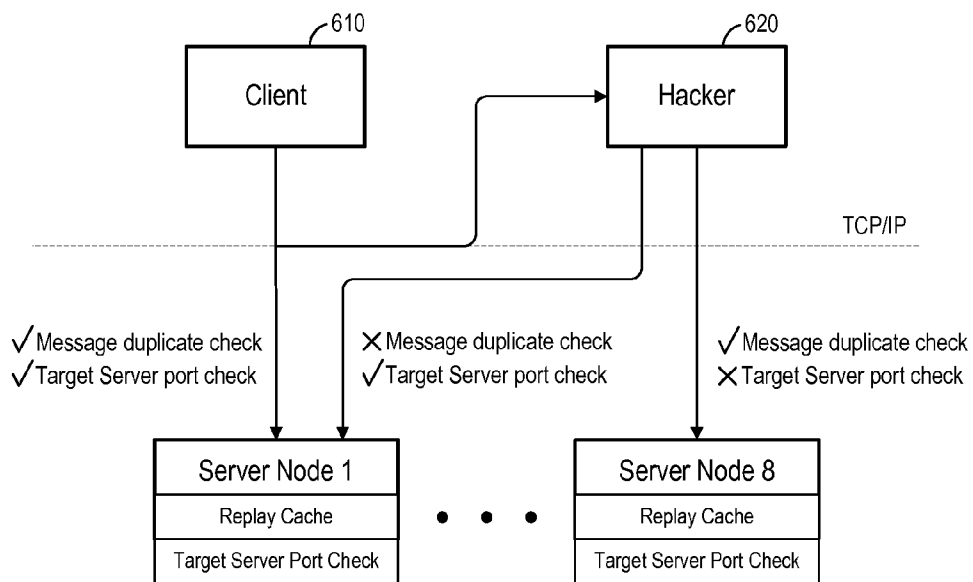 610
620
Client
Hacker
TCP/IP
✓ Message duplicate check
✓ Target Server port check
✕ Message duplicate check
✓ Target Server port check
✓ Message duplicate check
✕ Target Server port check
Server Node 1
Replay Cache
Target Server Port Check
• • •
Server Node 8
Replay Cache
Target Server Port Check